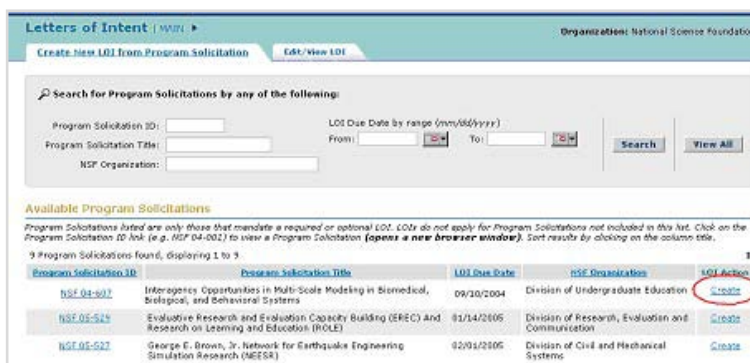 Letters of Intent | MAIN ▶
Organization: National Science Foundation
Create New LOI from Program Solicitation
Edit/View LOI
Search for Program Solicitations by any of the following:
Program Solicitation ID:
LOI Due Date by range (mm/dd/yyyy)
Program Solicitation Title:
From:
To:
Search
View All
NSF Organization:
Available Program Solicitations
Program Solicitations listed are only those that mandate a required or optional LOI. LOIs do not apply for Program Solicitations not included in this list. Click on the
Program Solicitation ID link (e.g. NSF 04-001) to view a Program Solicitation (opens a new browser window). Sort results by clicking on the column title.
9 Program Solicitations found, displaying 1 to 9
Program Solicitation ID Program Solicitation Title LOI Due Date NSF Organization LOI Action
NSF 04-607 Interagency Opportunities in Multi-Scale Modeling in Biomedical, 09/10/2004 Division of Undergraduate Education Create
Biological, and Behavioral Systems
NSF 05-529 Evaluative Research and Evaluation Capacity Building (EREC) And 01/14/2005 Division of Research, Evaluation and Create
Research on Learning and Education (ROLE) Communication
NSF 05-527 George E. Brown, Jr. Network for Earthquake Engineering 02/01/2005 Division of Civil and Mechanical Create
Simulation Research (NEESR) Systems